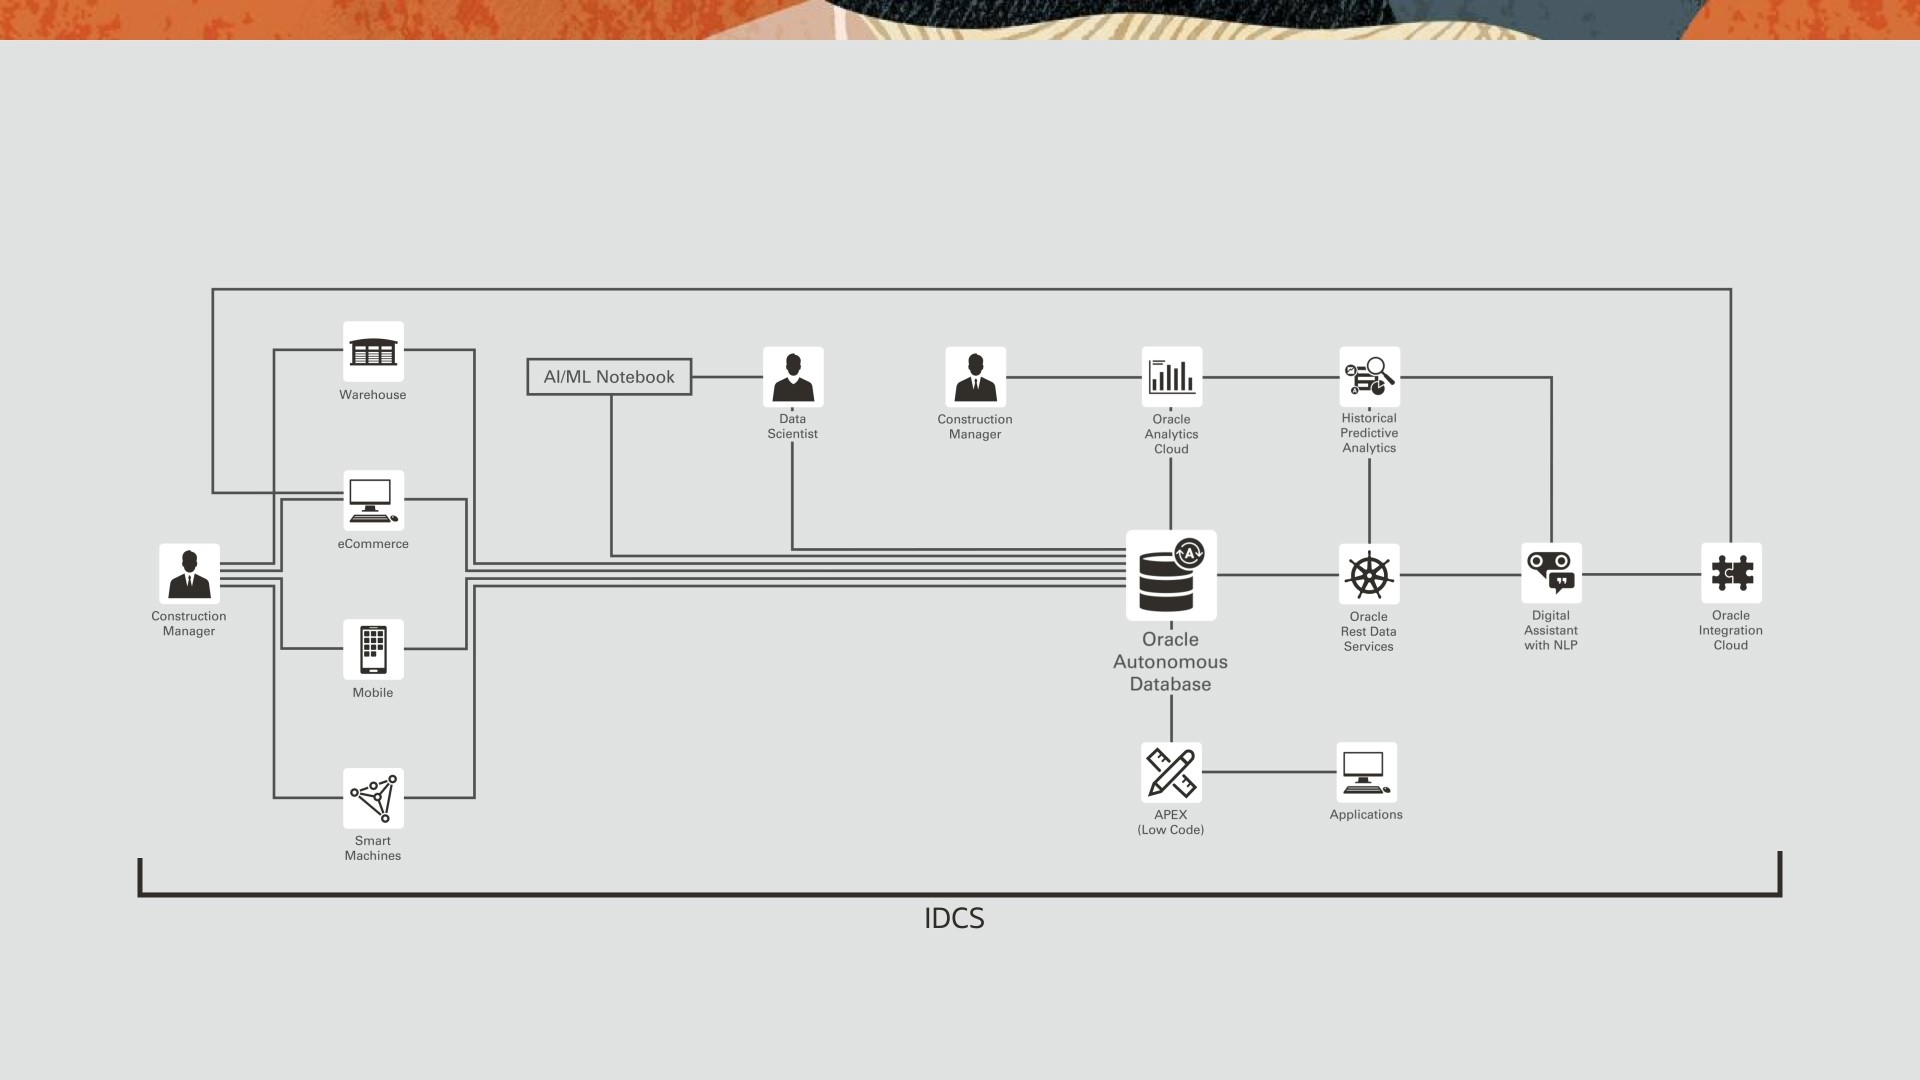 Warehouse
eCommerce
Construction
Manager
Mobile
Smart
Machines
AI/ML Notebook
Data
Scientist
Construction
Manager
Oracle
Analytics
Cloud
Historical
Predictive
Analytics
Oracle
Autonomous
Database
Oracle
Rest Data
Services
Digital
Assistant
with NLP
Oracle
Integration
Cloud
APEX
(Low Code)
Applications
IDCS